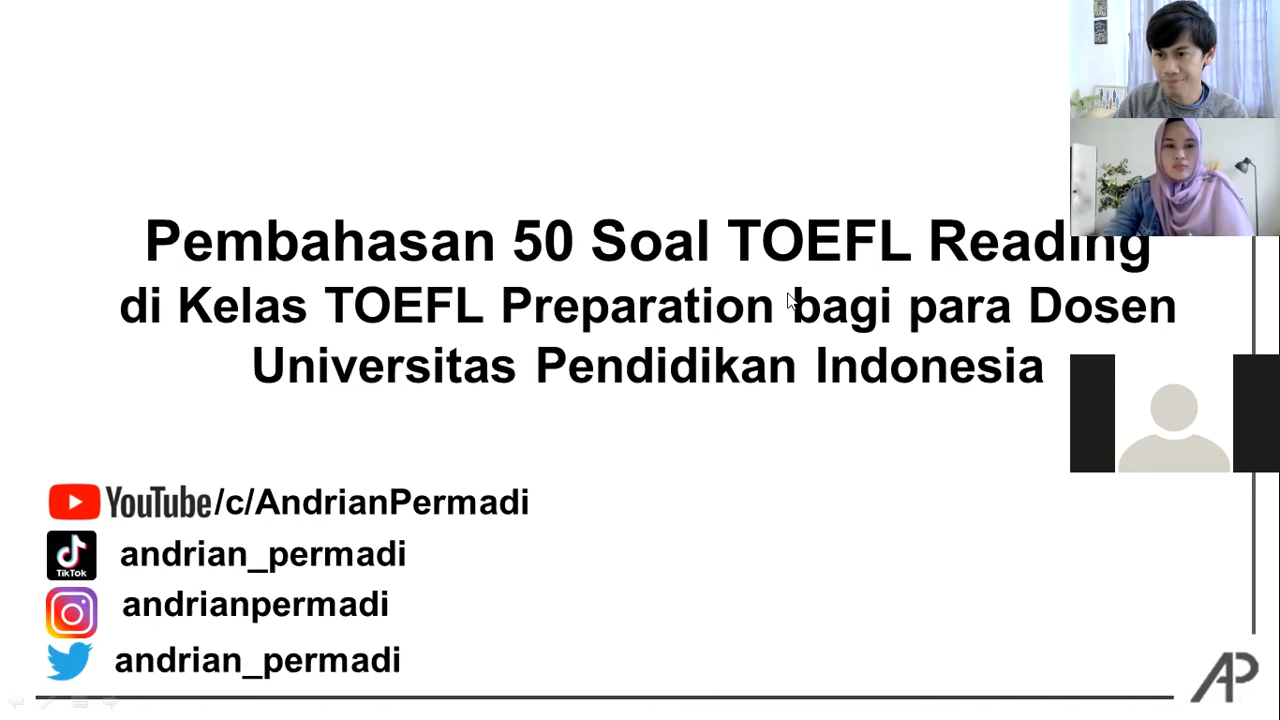 Pembahasan 50 Soal TOEFL Reading
di Kelas TOEFL Preparation bagi para Dosen
Universitas Pendidikan Indonesia
YouTube/c/AndrianPermadi
TikTok andrian_permadi
andrianpermadi
andrian_permadi
AP